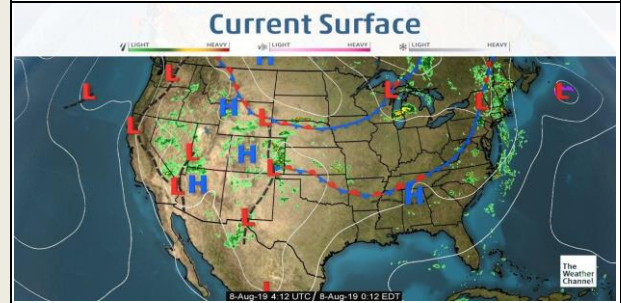 Current Surface
LIGHT HEAVY LIGHT HEAVY LIGHT HEAVY
L
H
L
L
L
H
L
L
L
L
H
L
L
L
H
H
L
L
The
Weather
Channel
8-Aug-19 4:12 UTC / 8-Aug-19 0:12 EDT